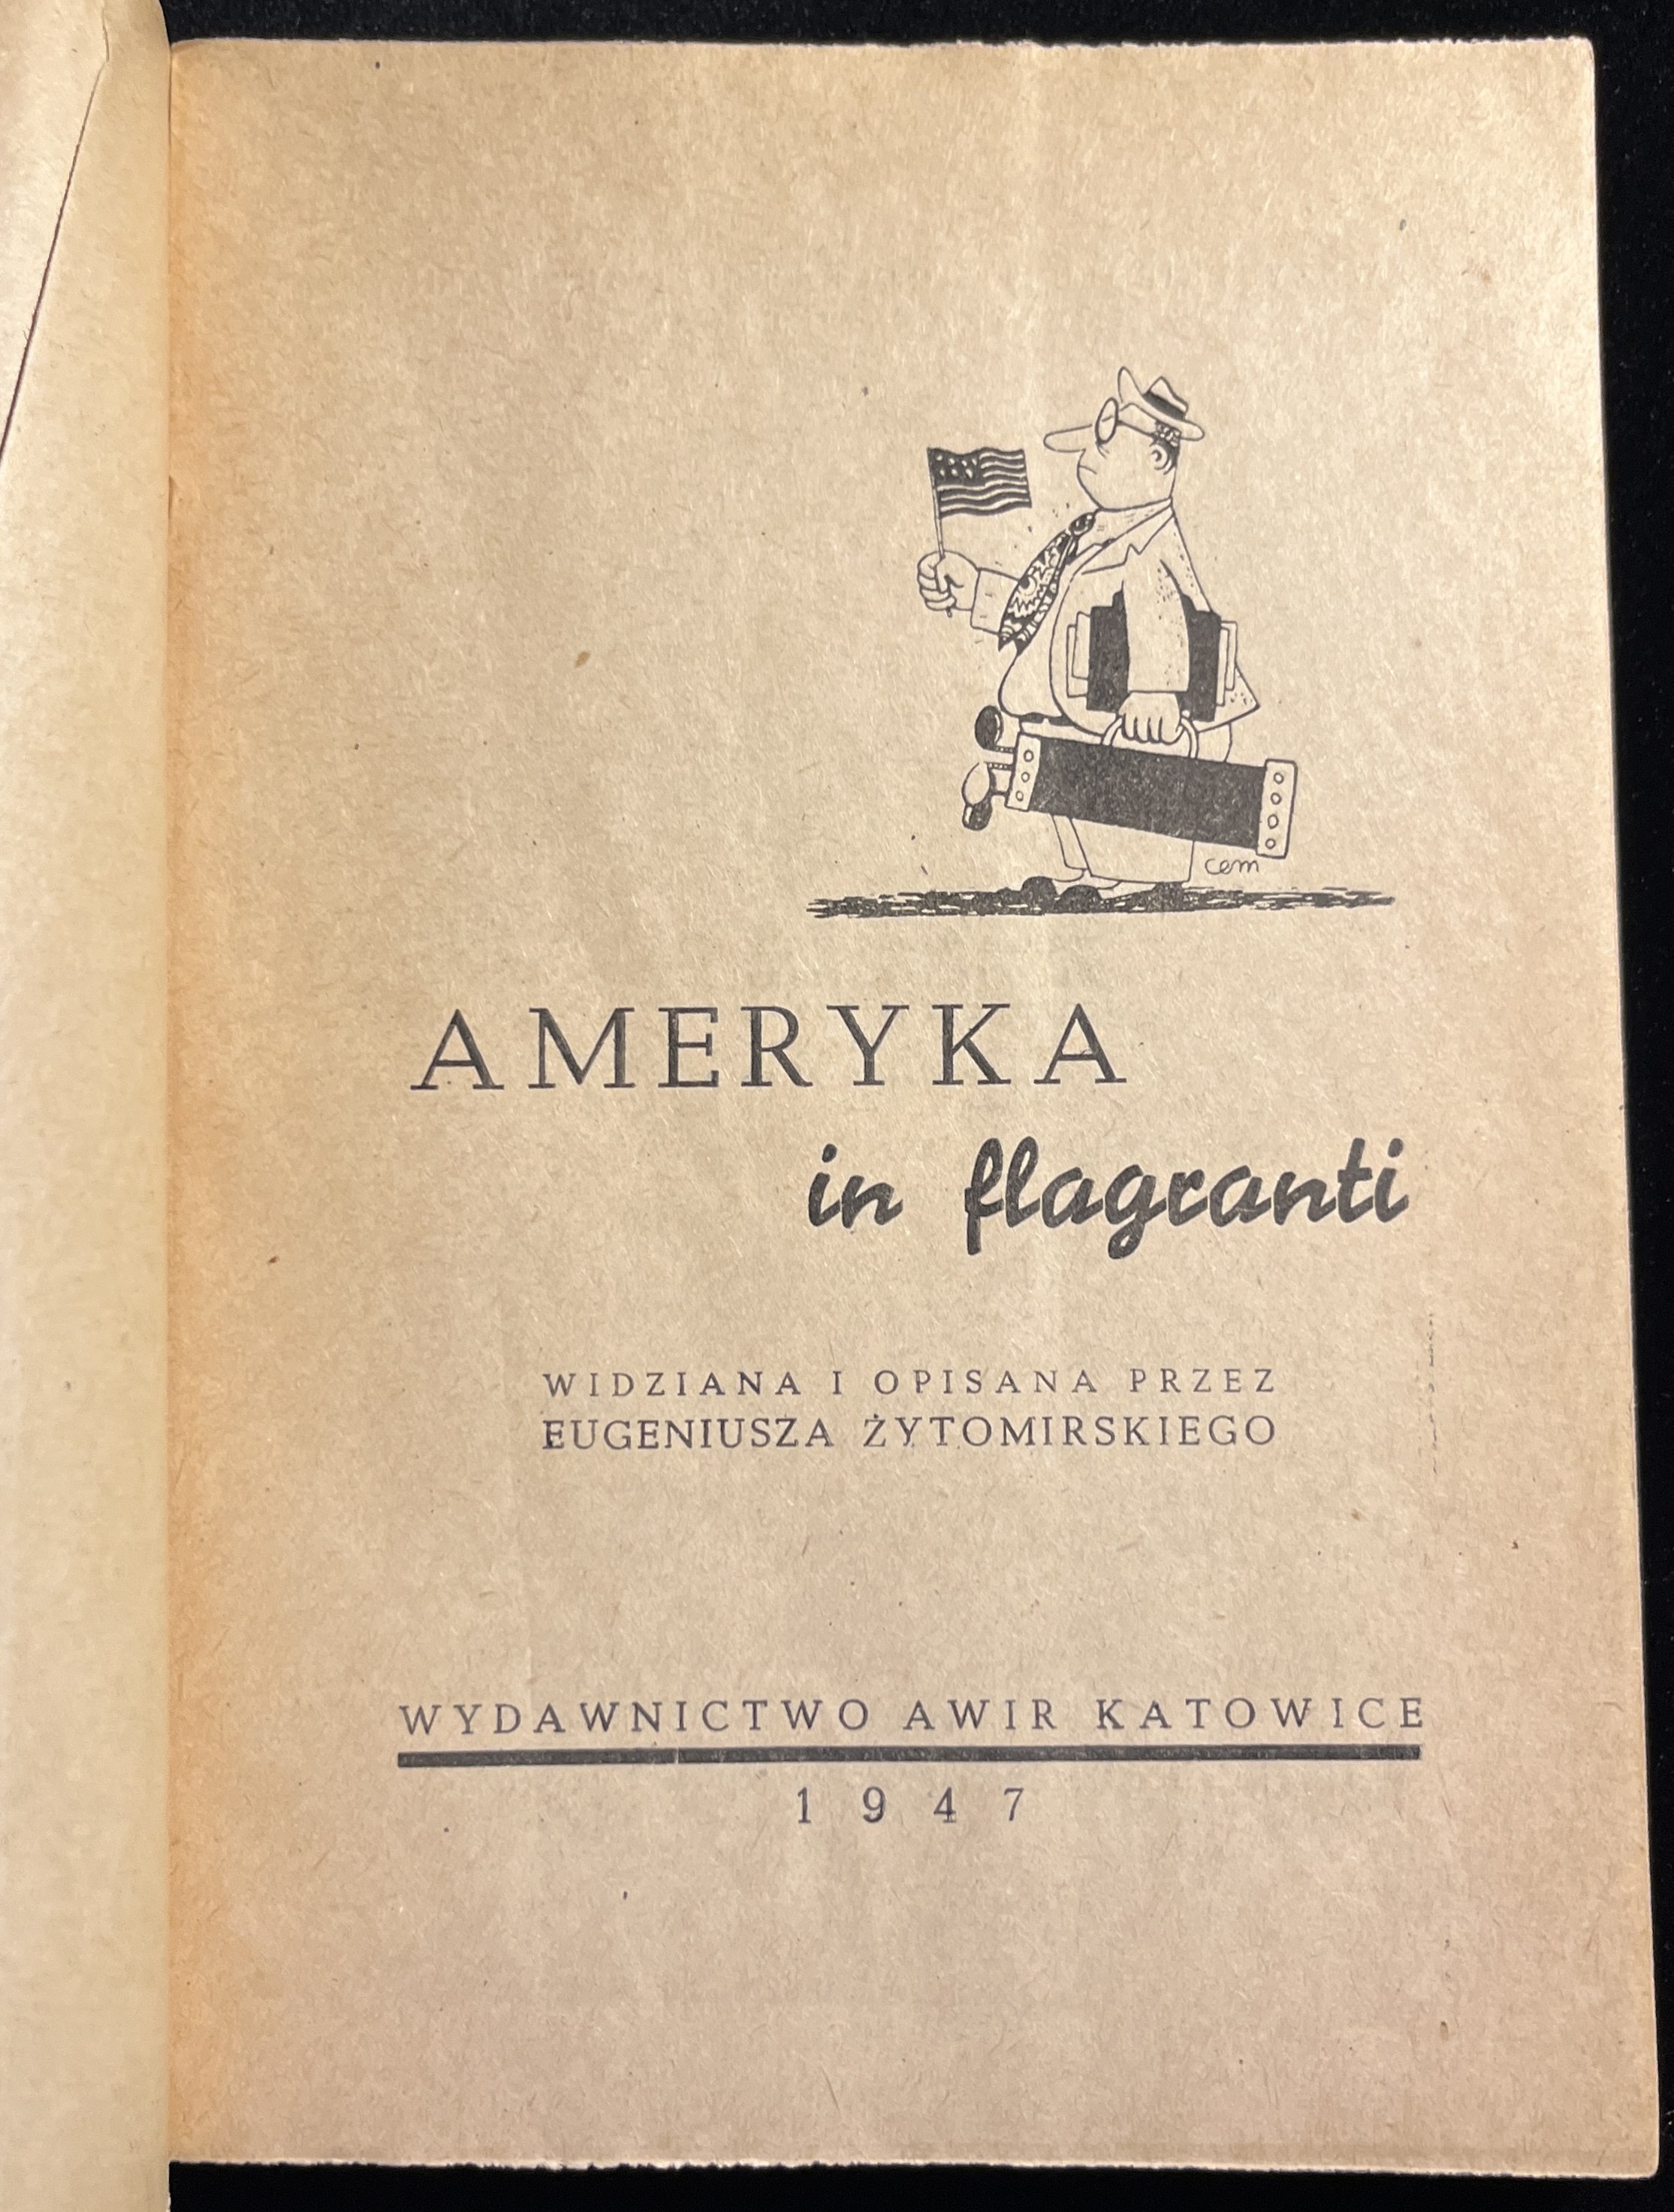 cem
AMERYKA
in flagranti
WIDZIANA I OPISANA PRZEZ
EUGENIUSZA ŻYTOMIRSKIEGO
WYDAWNICTWO AWIR KATOWICE
1947